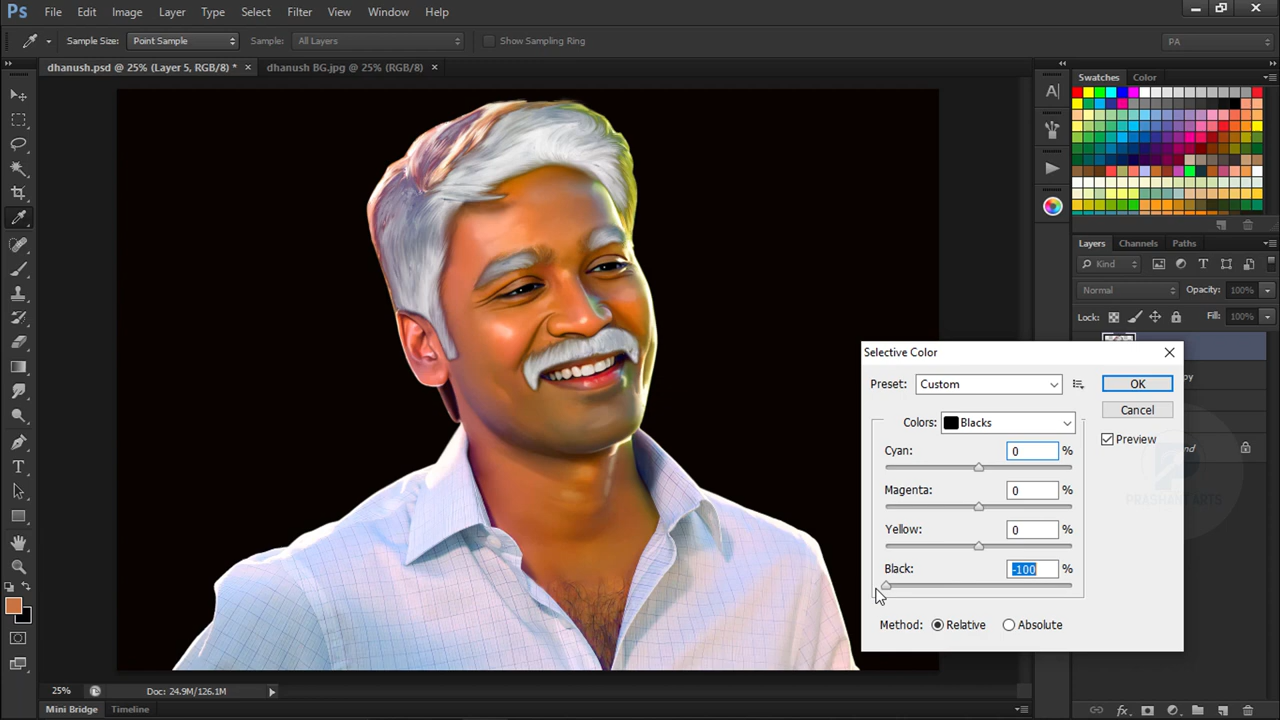 Ps File Edit Image Layer Type Select Filter View Window Help
Sample Size: Point Sample Sample: All Layers Show Sampling Ring PA
dhanush.psd @ 25% (Layer 5, RGB/8) * × dhanush BG.jpg @ 25% (RGB/8) ×
Swatches Color
Layers Channels Paths
Kind
Normal Opacity: 100%
Lock: Fill: 100%
Selective Color
Preset: Custom OK
Cancel
Colors: Blacks
Preview
Cyan: 0 %
Magenta: 0 %
PRASHANT ARTS
Yellow: 0 %
Black: -100 %
Method: Relative Absolute
25% Doc: 24.9M/126.1M
Mini Bridge Timeline